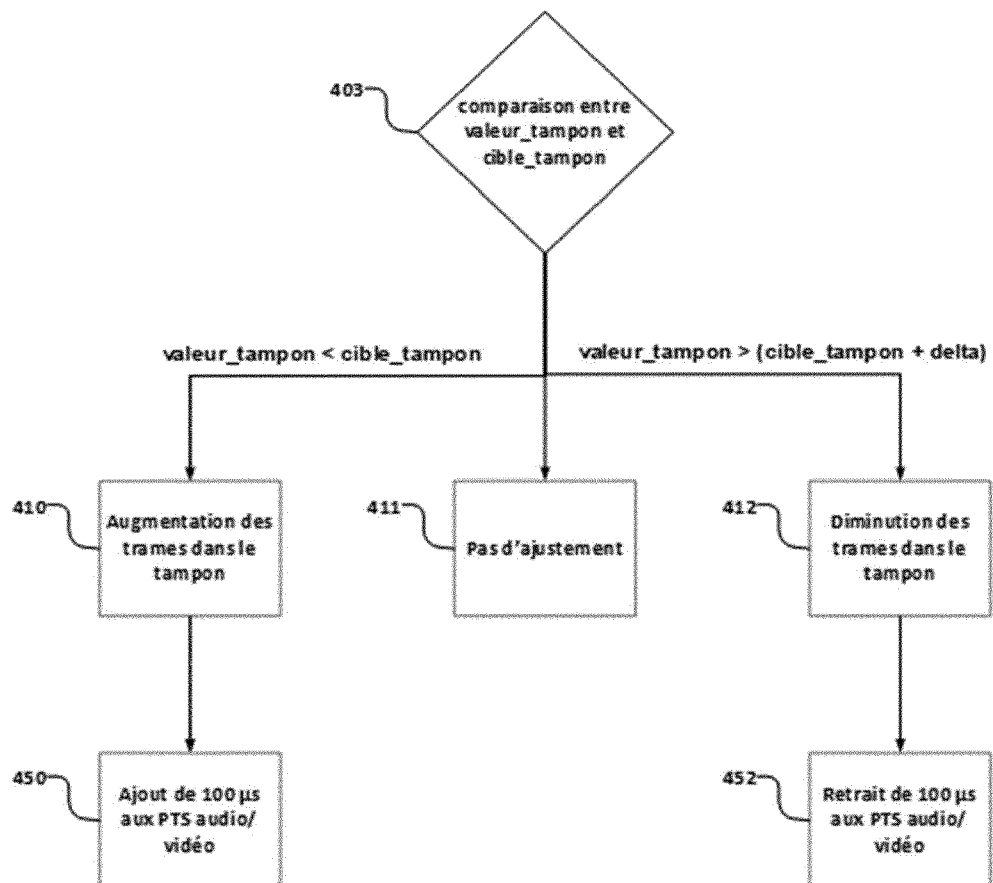 403
comparaison entre
valeur_tampon et
cible_tampon
valeur_tampon < cible_tampon
valeur_tampon > (cible_tampon + delta)
410
Augmentation des
trames dans le
tampon
411
Pas d'ajustement
412
Diminution des
trames dans le
tampon
450
Ajout de 100 µs
aux PTS audio/
vidéo
452
Retrait de 100 µs
aux PTS audio/
vidéo